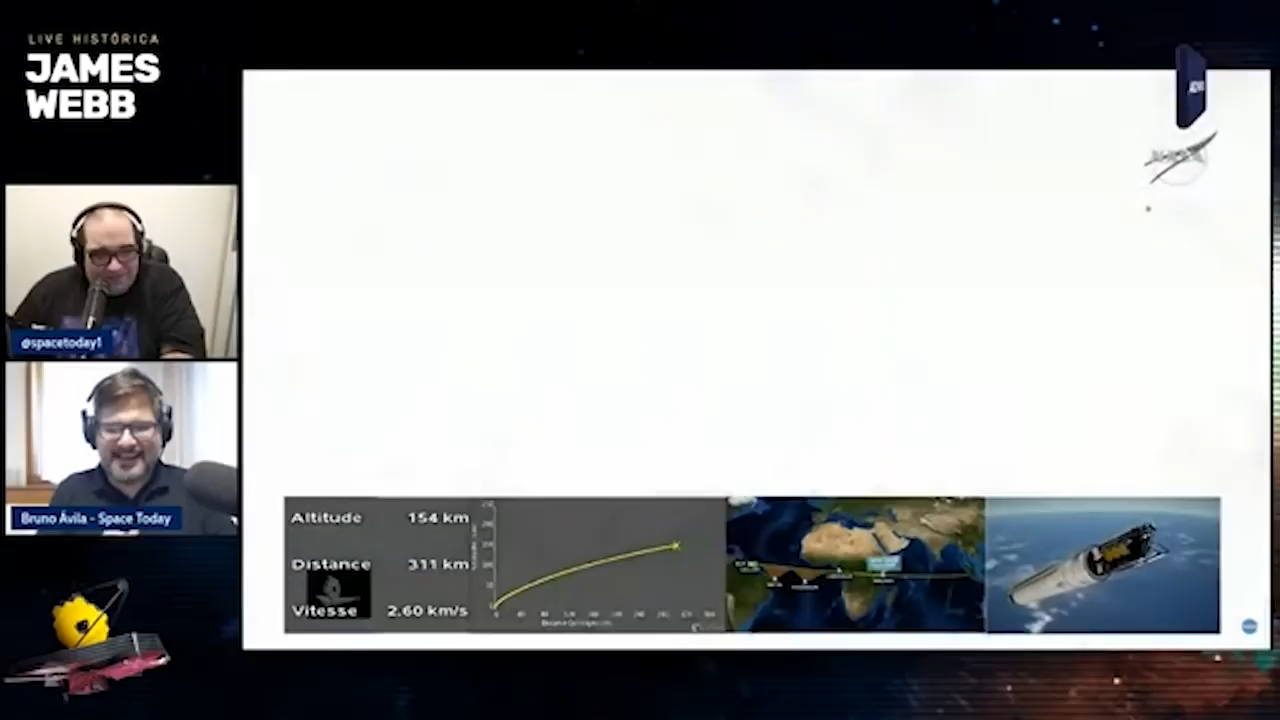 LIVE HISTÓRICA
JAMES
WEBB
@spacetoday1
Bruno Ávila - Space Today
Altitude 154 km
Distance 311 km
Vitesse 2.60 km/s